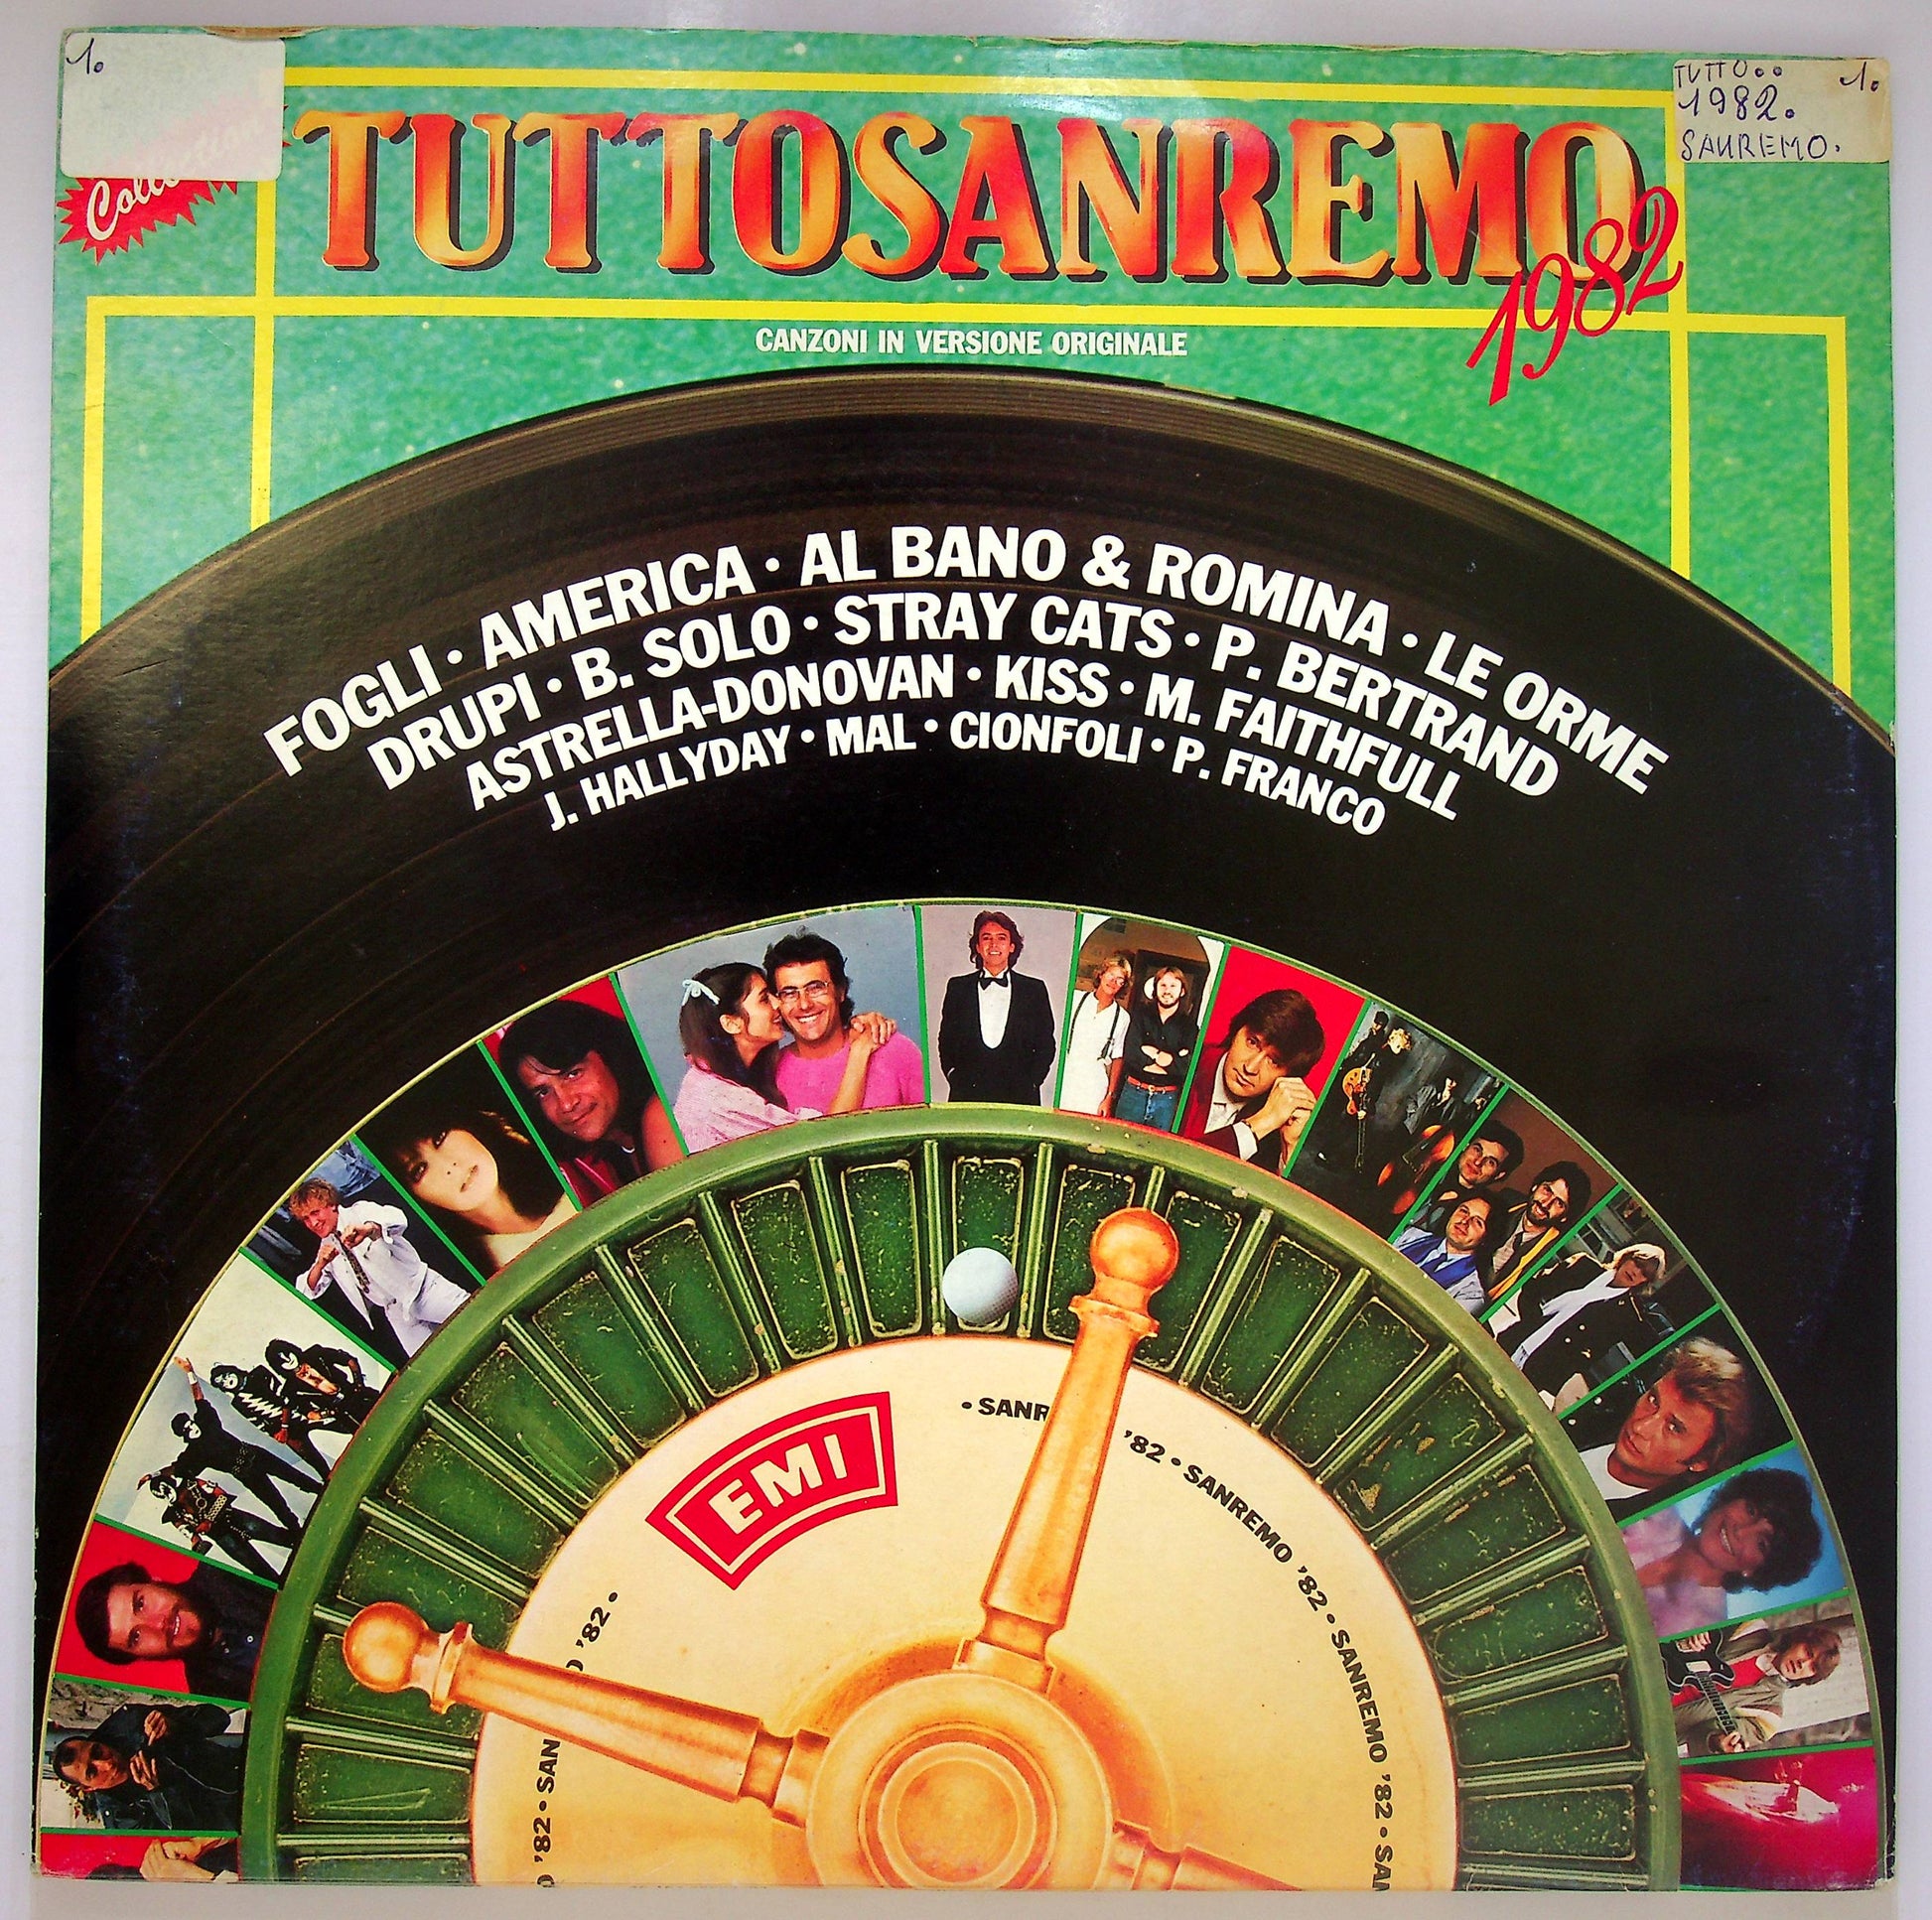 1.
TUTTO.. 1.
1982.
SANREMO.
Collection
TUTTOSANREMO
1982
CANZONI IN VERSIONE ORIGINALE
FOGLI · AMERICA · AL BANO & ROMINA · LE ORME
DRUPI · B. SOLO · STRAY CATS · P. BERTRAND
ASTRELLA-DONOVAN · KISS · M. FAITHFULL
J. HALLYDAY · MAL · CIONFOLI · P. FRANCO
EMI
• SANR '82 • SANREMO '82 • SANREMO '82 • SAN
O '82 • SAN O '82 •